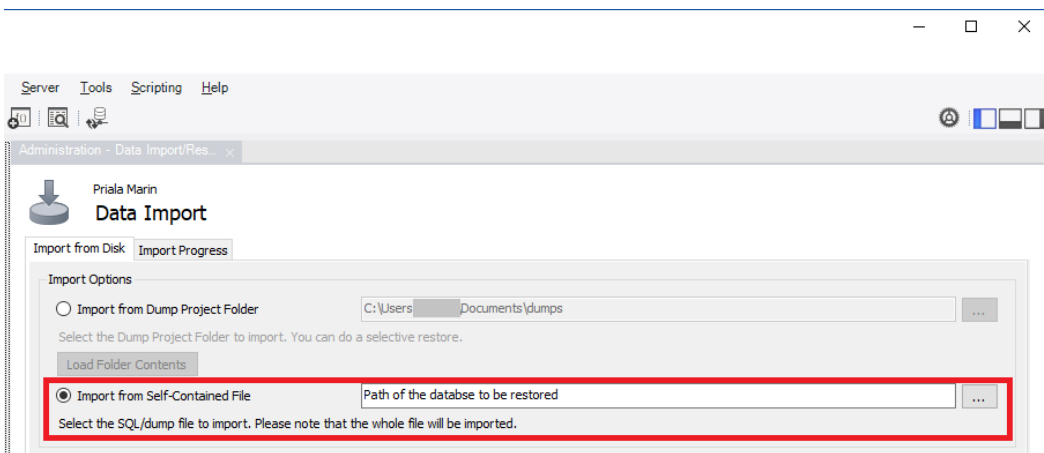 Server Tools Scripting Help
Administration - Data Import/Res...
Priala Marin
Data Import
Import from Disk Import Progress
Import Options
Import from Dump Project Folder C:\Users Documents\dumps ...
Select the Dump Project Folder to import. You can do a selective restore.
Load Folder Contents
Import from Self-Contained File Path of the databse to be restored ...
Select the SQL/dump file to import. Please note that the whole file will be imported.